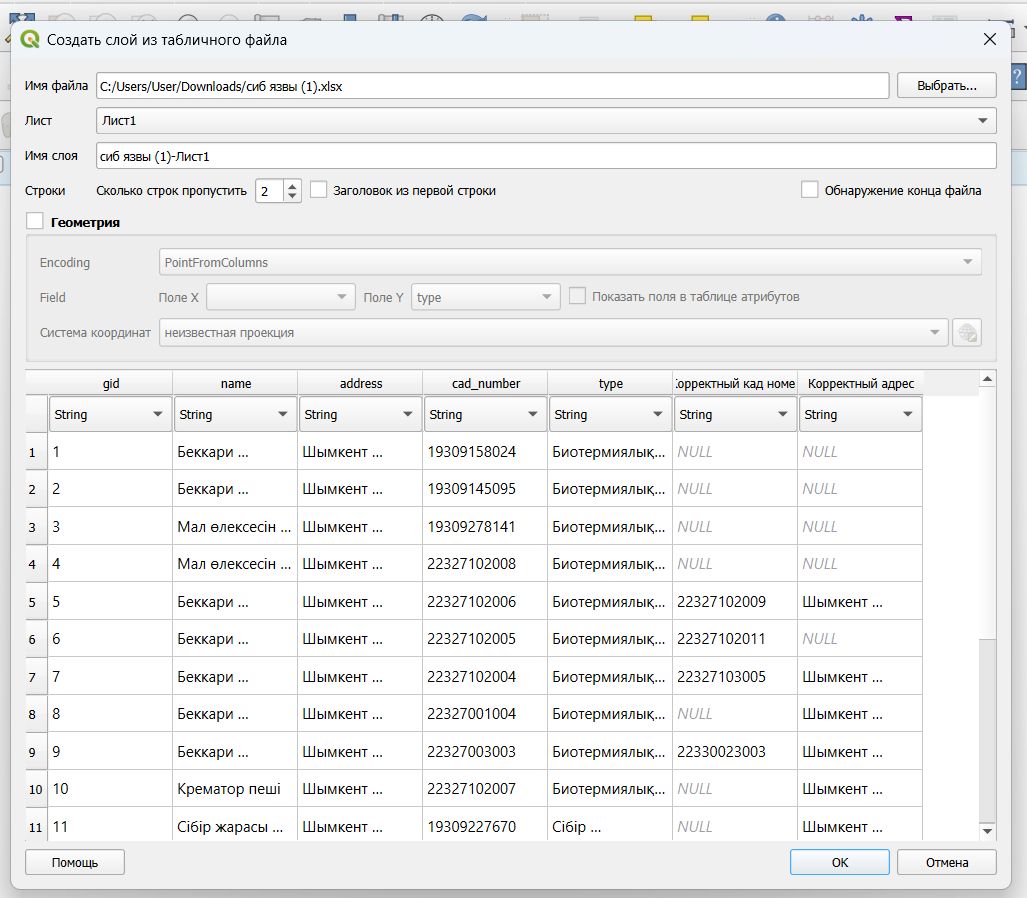 Создать слой из табличного файла
Имя файла C:/Users/User/Downloads/сиб язвы (1).xlsx Выбрать...
Лист Лист1
Имя слоя сиб язвы (1)-Лист1
Строки Сколько строк пропустить 2 Заголовок из первой строки Обнаружение конца файла
Геометрия
Encoding PointFromColumns
Field Поле X Поле Y type Показать поля в таблице атрибутов
Система координат неизвестная проекция
gid name address cad_number type Корректный кад номе Корректный адрес
String String String String String String String
1 1 Беккари ... Шымкент ... 19309158024 Биотермиялық... NULL NULL
2 2 Беккари ... Шымкент ... 19309145095 Биотермиялық... NULL NULL
3 3 Мал өлексесін ... Шымкент ... 19309278141 Биотермиялық... NULL NULL
4 4 Мал өлексесін ... Шымкент ... 22327102008 Биотермиялық... NULL NULL
5 5 Беккари ... Шымкент ... 22327102006 Биотермиялық... 22327102009 Шымкент ...
6 6 Беккари ... Шымкент ... 22327102005 Биотермиялық... 22327102011 NULL
7 7 Беккари ... Шымкент ... 22327102004 Биотермиялық... 22327103005 Шымкент ...
8 8 Беккари ... Шымкент ... 22327001004 Биотермиялық... NULL Шымкент ...
9 9 Беккари ... Шымкент ... 22327003003 Биотермиялық... 22330023003 Шымкент ...
10 10 Крематор пеші Шымкент ... 22327102007 Биотермиялық... NULL Шымкент ...
11 11 Сібір жарасы ... Шымкент ... 19309227670 Сібір ... NULL Шымкент ...
Помощь OK Отмена